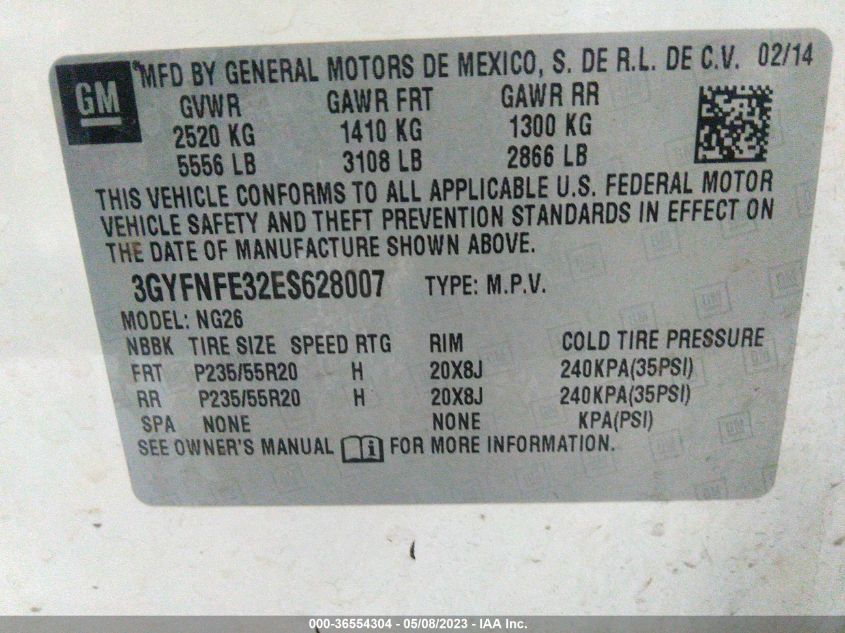 GM
MFD BY GENERAL MOTORS DE MEXICO, S. DE R.L. DE C.V. 02/14
GVWR GAWR FRT GAWR RR
2520 KG 1410 KG 1300 KG
5556 LB 3108 LB 2866 LB
THIS VEHICLE CONFORMS TO ALL APPLICABLE U.S. FEDERAL MOTOR
VEHICLE SAFETY AND THEFT PREVENTION STANDARDS IN EFFECT ON
THE DATE OF MANUFACTURE SHOWN ABOVE.
3GYFNFE32ES628007 TYPE: M.P.V.
MODEL: NG26
NBBK TIRE SIZE SPEED RTG RIM COLD TIRE PRESSURE
FRT P235/55R20 H 20X8J 240KPA(35PSI)
RR P235/55R20 H 20X8J 240KPA(35PSI)
SPA NONE NONE KPA(PSI)
SEE OWNER'S MANUAL FOR MORE INFORMATION.
000-36554304 - 05/08/2023 - IAA Inc.